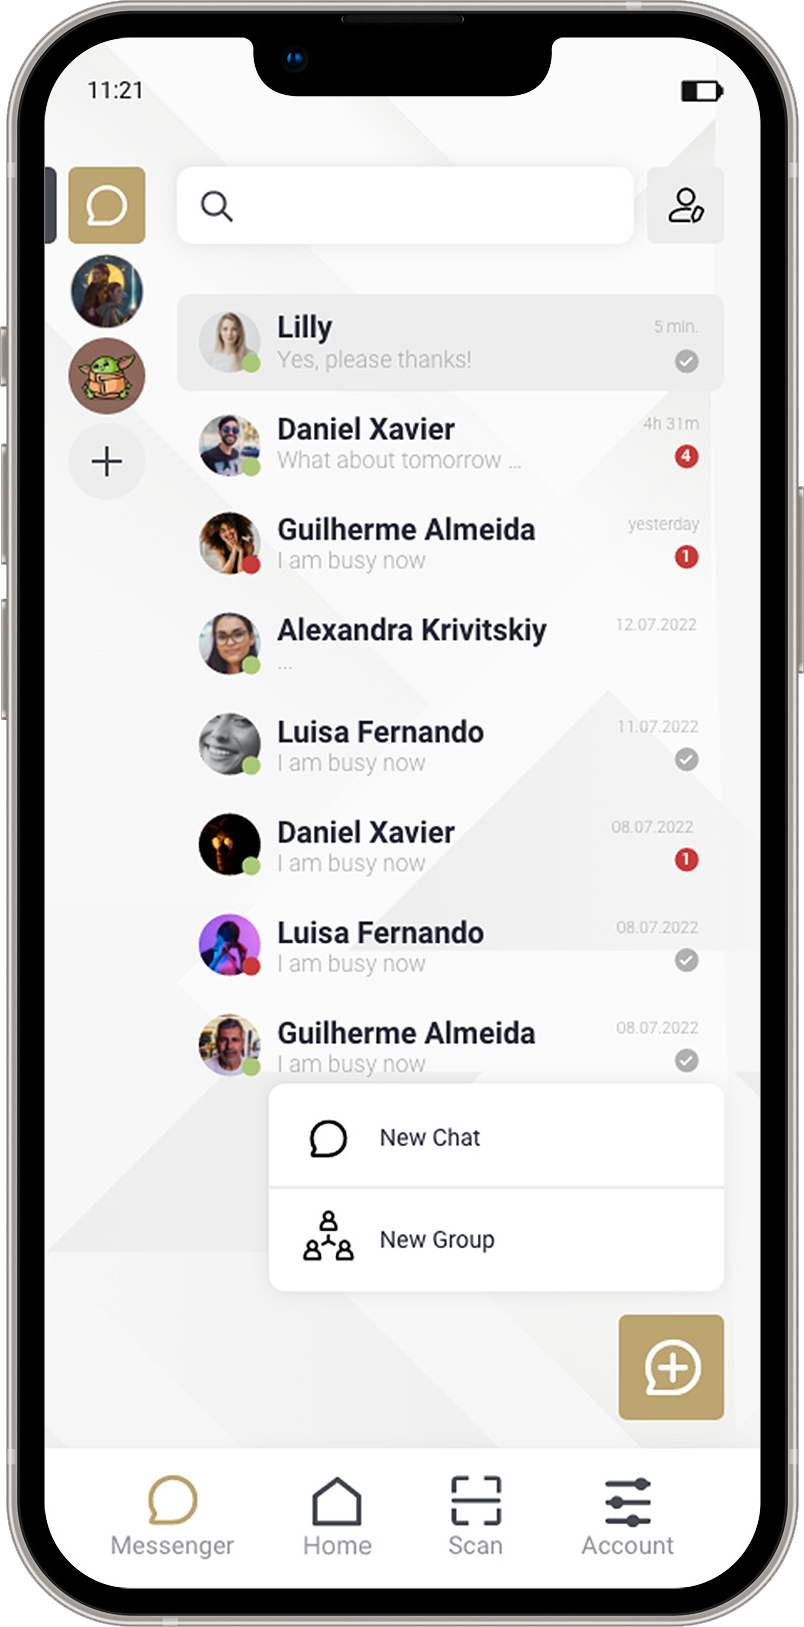 11:21
Lilly
5 min.
Yes, please thanks!
Daniel Xavier
4h 31m
What about tomorrow ...
4
Guilherme Almeida
yesterday
I am busy now
1
Alexandra Krivitskiy
12.07.2022
...
Luisa Fernando
11.07.2022
I am busy now
Daniel Xavier
08.07.2022
I am busy now
1
Luisa Fernando
08.07.2022
I am busy now
Guilherme Almeida
08.07.2022
I am busy now
New Chat
New Group
Messenger
Home
Scan
Account